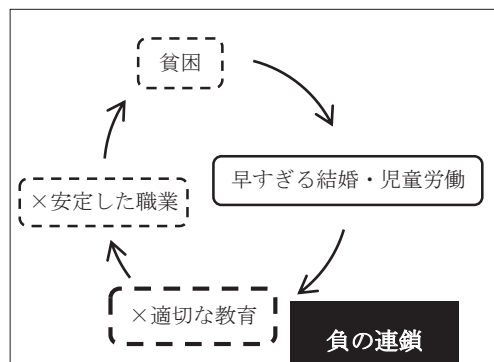 貧困
早すぎる結婚・児童労働
×適切な教育
×安定した職業
負の連鎖